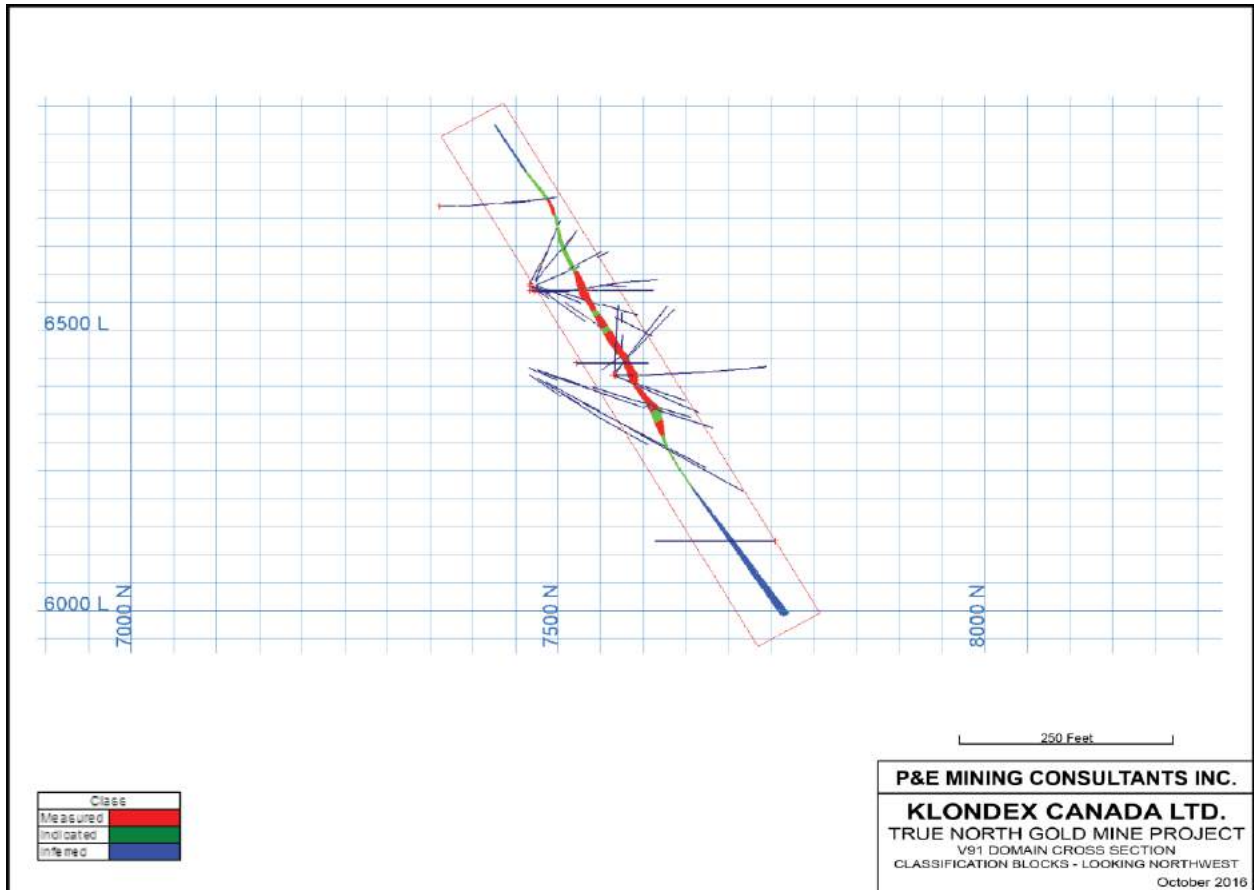 6500 L
6000 L
7000 N
7500 N
8000 N
250 Feet
Class
Measured
Indicated
Inferred
P&E MINING CONSULTANTS INC.
KLONDEX CANADA LTD.
TRUE NORTH GOLD MINE PROJECT
V91 DOMAIN CROSS SECTION
CLASSIFICATION BLOCKS - LOOKING NORTHWEST
October 2016